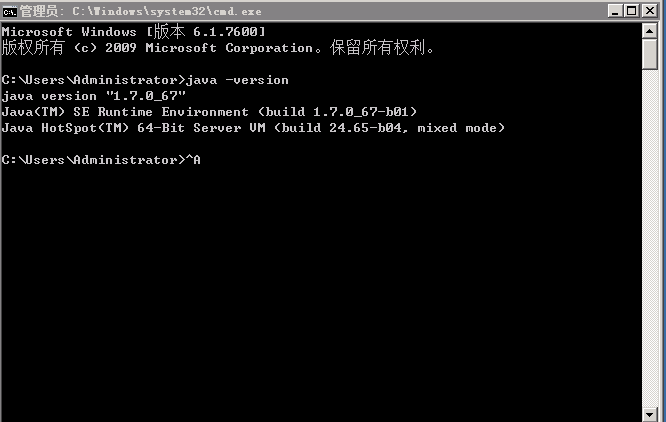 管理员: C:\Windows\system32\cmd.exe
Microsoft Windows [版本 6.1.7600]
版权所有 (c) 2009 Microsoft Corporation。保留所有权利。
C:\Users\Administrator>java -version
java version "1.7.0_67"
Java(TM) SE Runtime Environment (build 1.7.0_67-b01)
Java HotSpot(TM) 64-Bit Server VM (build 24.65-b04, mixed mode)
C:\Users\Administrator>^A